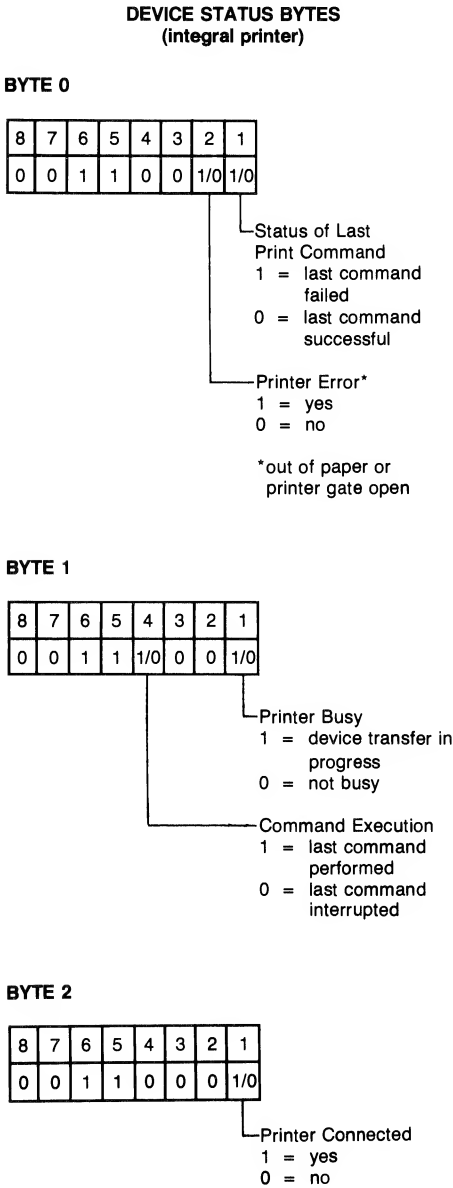 DEVICE STATUS BYTES
(integral printer)
BYTE 0
8 7 6 5 4 3 2 1
0 0 1 1 0 0 1/0 1/0
Status of Last
Print Command
1 = last command
failed
0 = last command
successful
Printer Error*
1 = yes
0 = no
*out of paper or
printer gate open
BYTE 1
8 7 6 5 4 3 2 1
0 0 1 1 1/0 0 0 1/0
Printer Busy
1 = device transfer in
progress
0 = not busy
Command Execution
1 = last command
performed
0 = last command
interrupted
BYTE 2
8 7 6 5 4 3 2 1
0 0 1 1 0 0 0 1/0
Printer Connected
1 = yes
0 = no